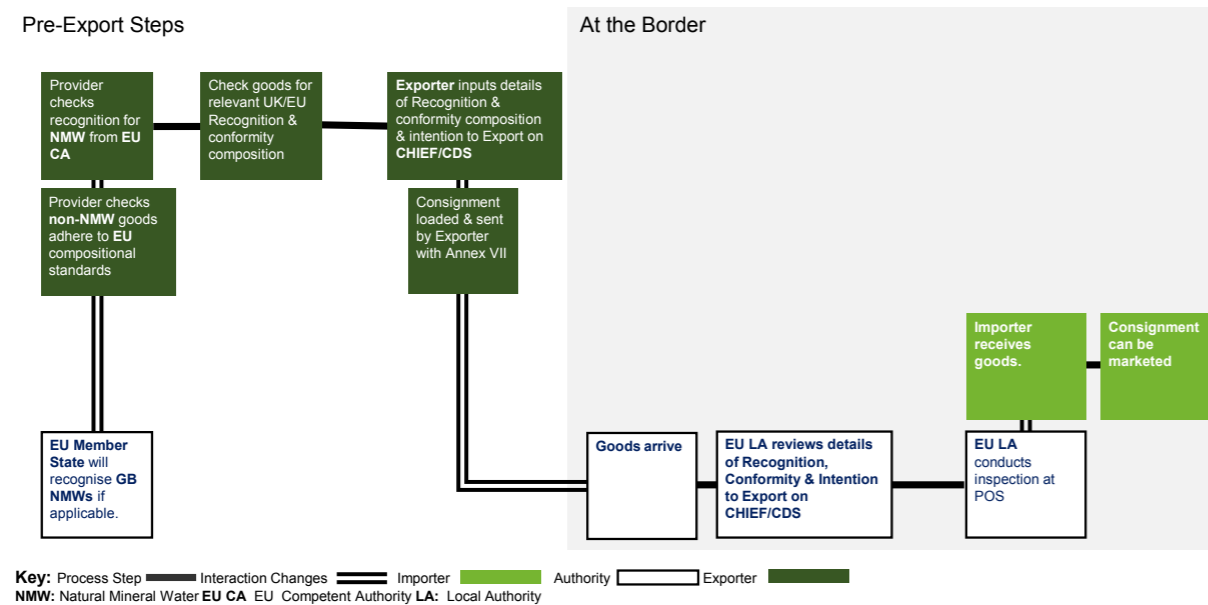 Pre-Export Steps
At the Border
Provider
checks
recognition for
NMW from EU
CA
Check goods for
relevant UK/EU
Recognition &
conformity
composition
Exporter inputs details
of Recognition &
conformity composition
& intention to Export on
CHIEF/CDS
Provider checks
non-NMW goods
adhere to EU
compositional
standards
Consignment
loaded & sent
by Exporter
with Annex VII
Importer
receives
goods.
Consignment
can be
marketed
EU Member
State will
recognise GB
NMWs if
applicable.
Goods arrive
EU LA reviews details
of Recognition,
Conformity & Intention
to Export on
CHIEF/CDS
EU LA
conducts
inspection at
POS
Key: Process Step Interaction Changes Importer Authority Exporter
NMW: Natural Mineral Water EU CA EU Competent Authority LA: Local Authority